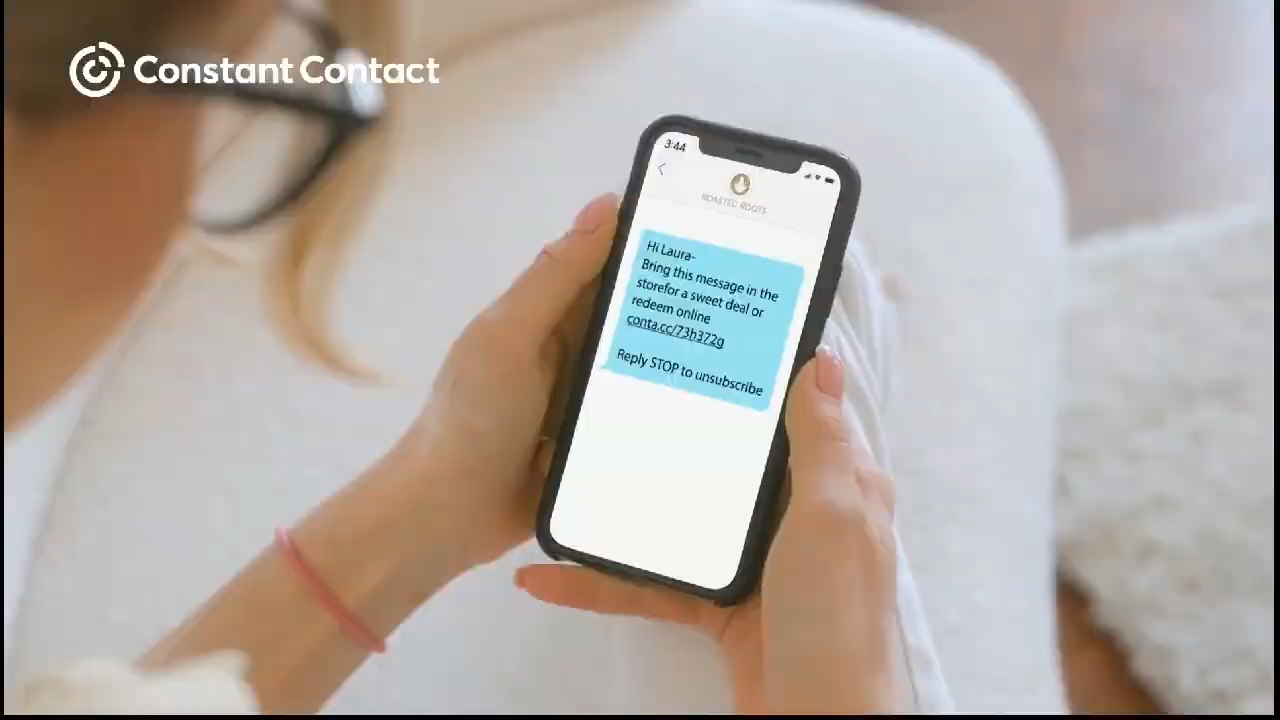 Constant Contact
3:44
ROASTED ROOTS
Hi Laura-
Bring this message in the
storefor a sweet deal or
redeem online
conta.cc/73h372g
Reply STOP to unsubscribe